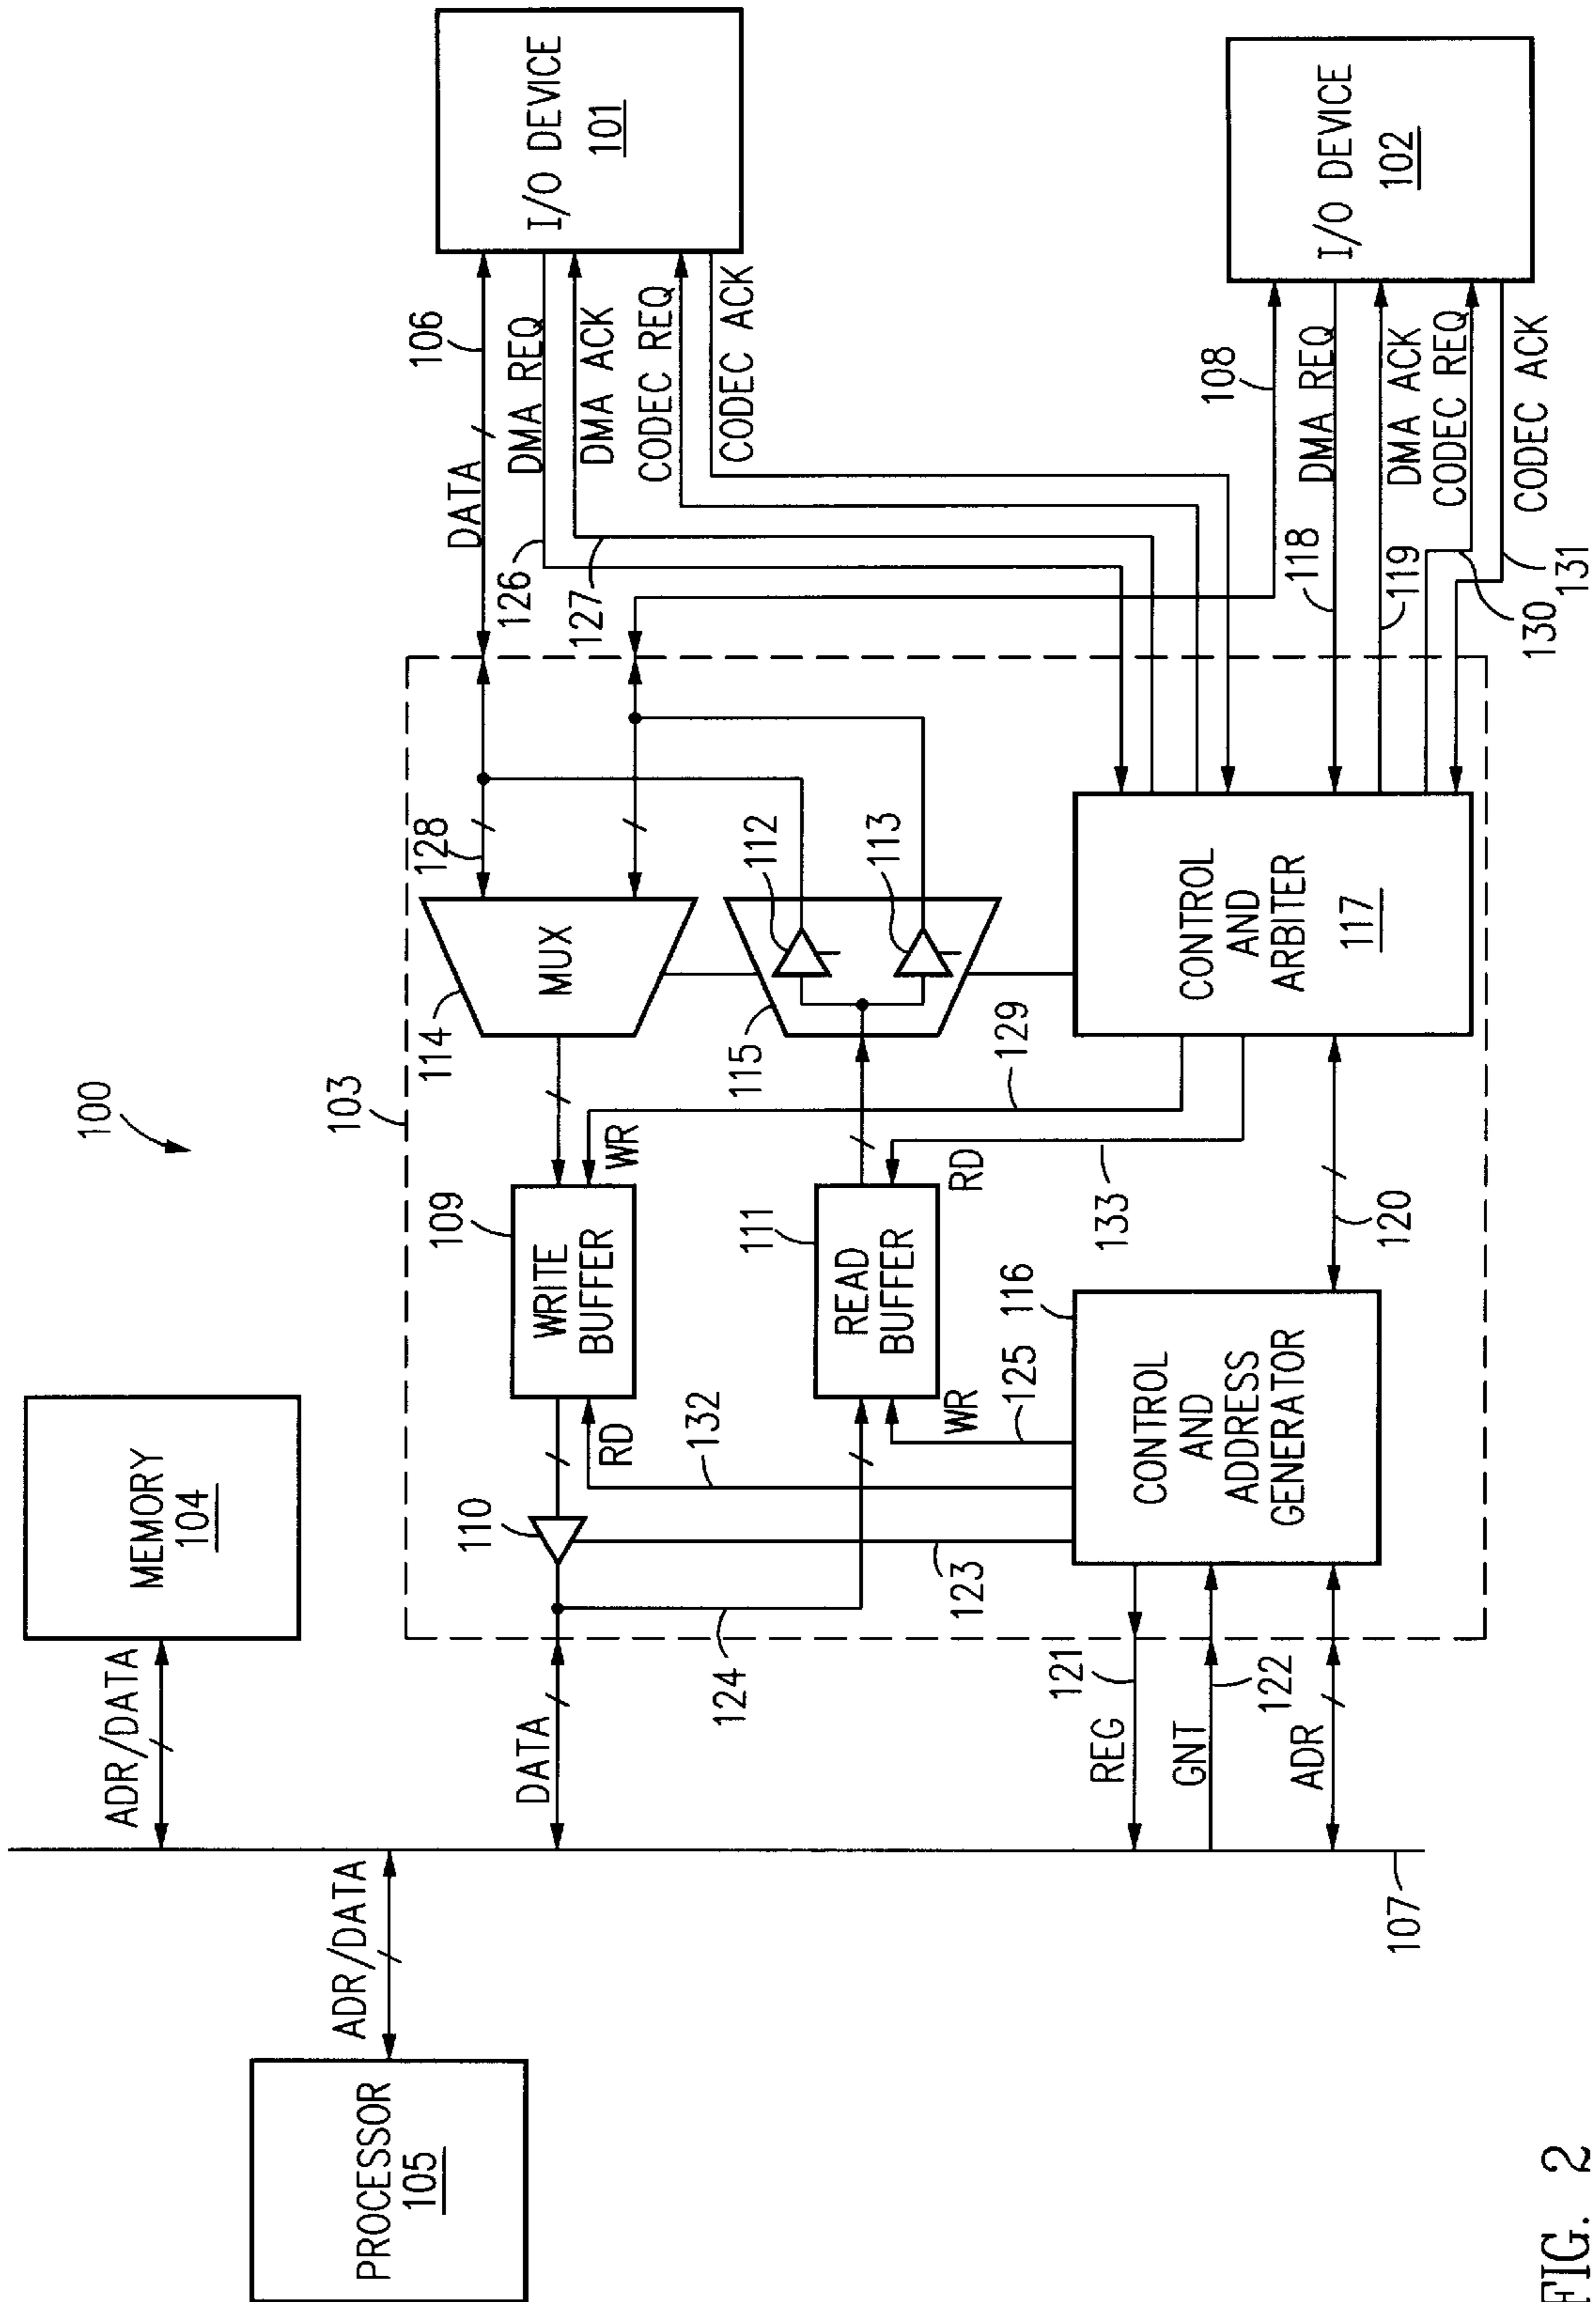 100
PROCESSOR
105
ADR/DATA
MEMORY
104
ADR/DATA
107
103
DATA
124
REG
121
GNT
122
ADR
110
RD
132
123
WRITE
BUFFER
109
WR
READ
BUFFER
111
WR
125
RD
133
129
CONTROL
AND
ADDRESS
GENERATOR
116
120
MUX
114
128
115
112
113
CONTROL
AND
ARBITER
117
DATA
106
126
DMA REQ
127
DMA ACK
CODEC REQ
CODEC ACK
I/O DEVICE
101
108
118
DMA REQ
119
DMA ACK
130
CODEC REQ
131
CODEC ACK
I/O DEVICE
102
FIG. 2